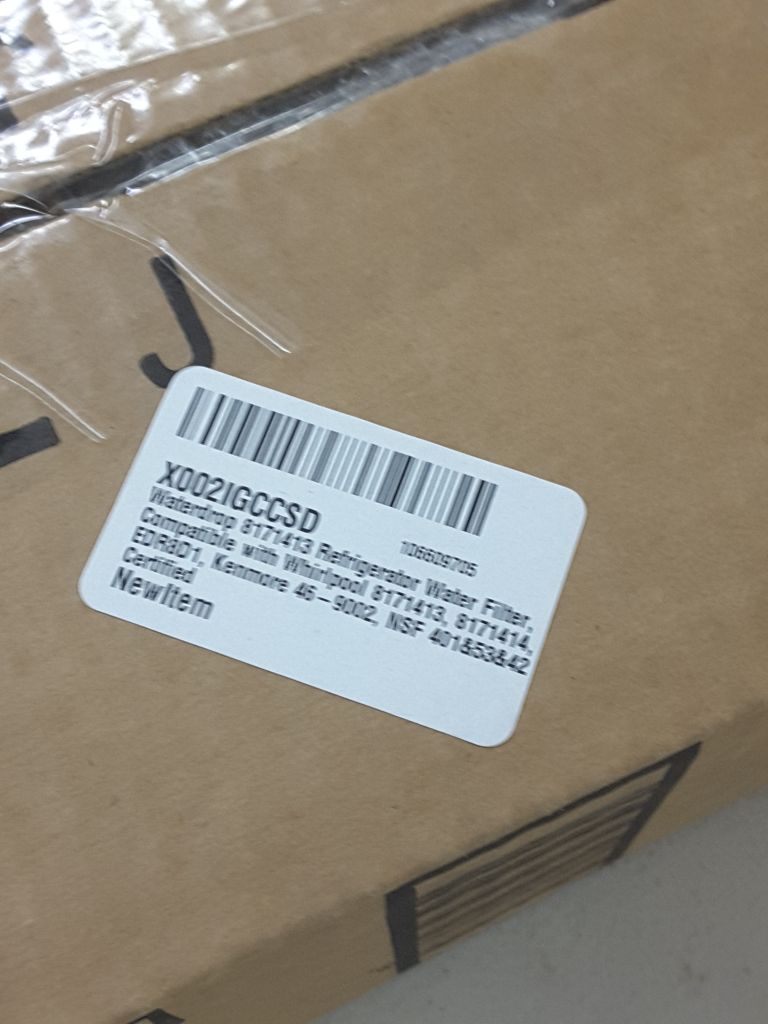 J
X002IGCCSD
106609705
Waterdrop 8171413 Refrigerator Water Filter,
Compatible with Whirlpool 8171413, 8171414,
EDR8D1, Kenmore 46-9002, NSF 401&53&42
Certified
NewItem